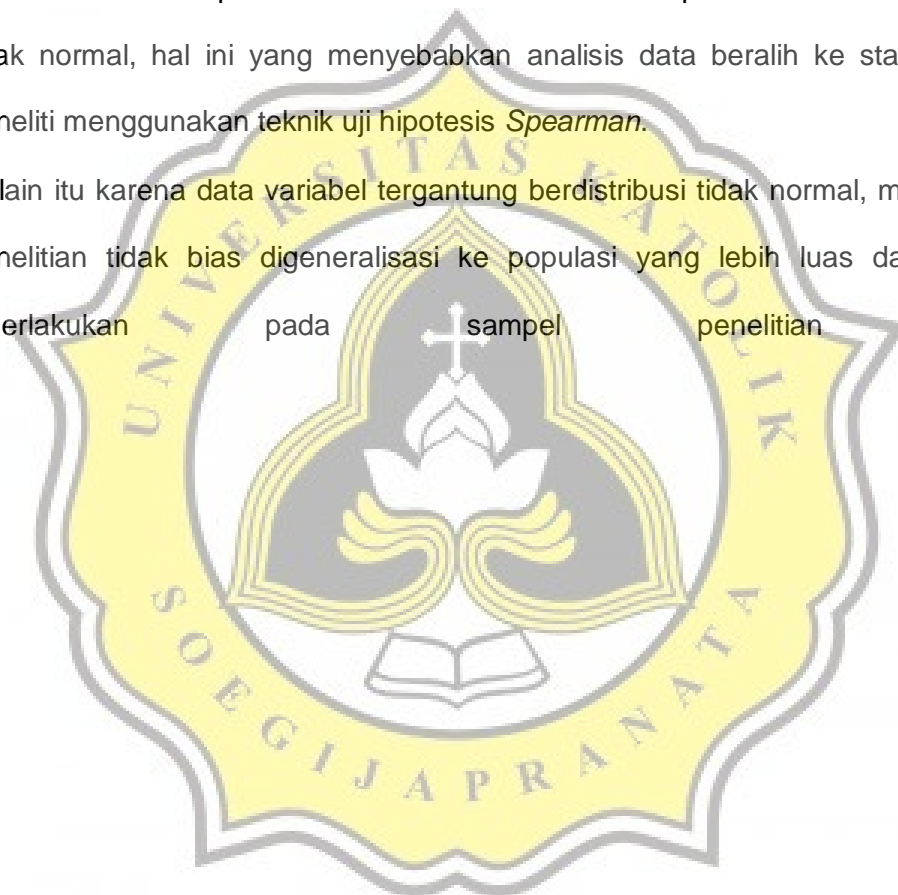 ak normal, hal ini yang menyebabkan analisis data beralih ke sta
neliti menggunakan teknik uji hipotesis Spearman.
lain itu karena data variabel tergantung berdistribusi tidak normal, m
nelitian tidak bias digeneralisasi ke populasi yang lebih luas da
erlakukan pada sampel penelitian
UNIVERSITAS KATOLIK
SOEGIJAPRANATA